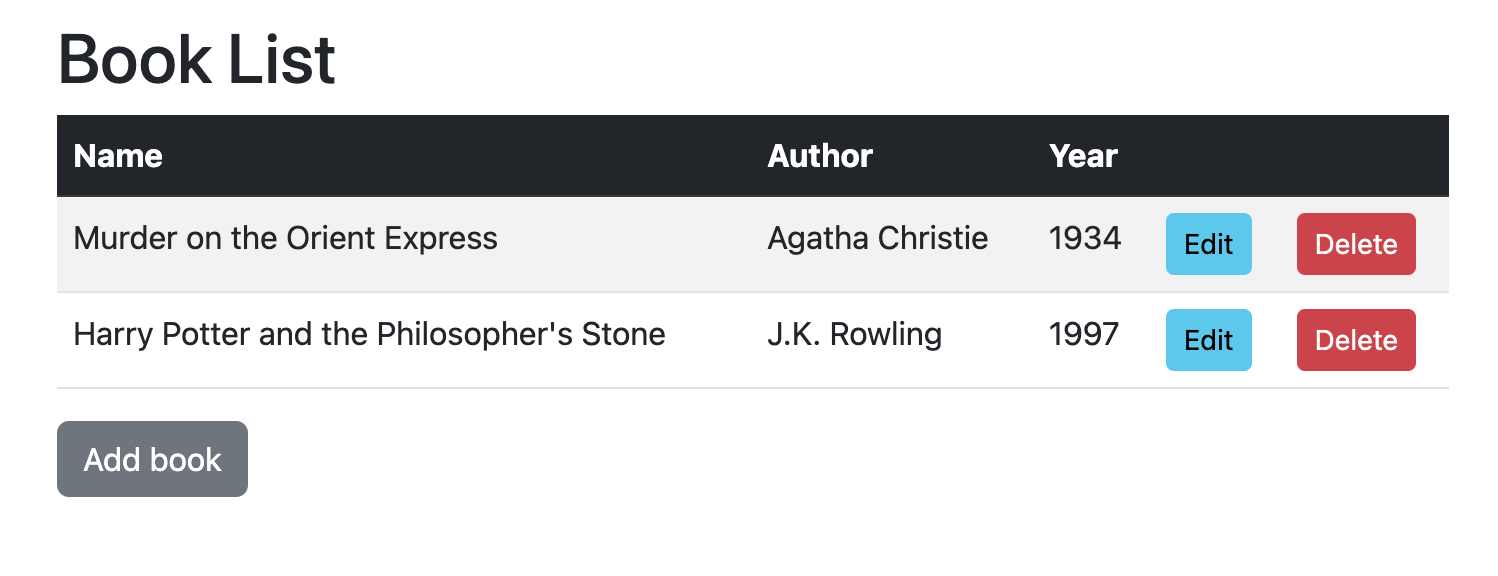 Book List
Name Author Year
Murder on the Orient Express Agatha Christie 1934 Edit Delete
Harry Potter and the Philosopher's Stone J.K. Rowling 1997 Edit Delete
Add book